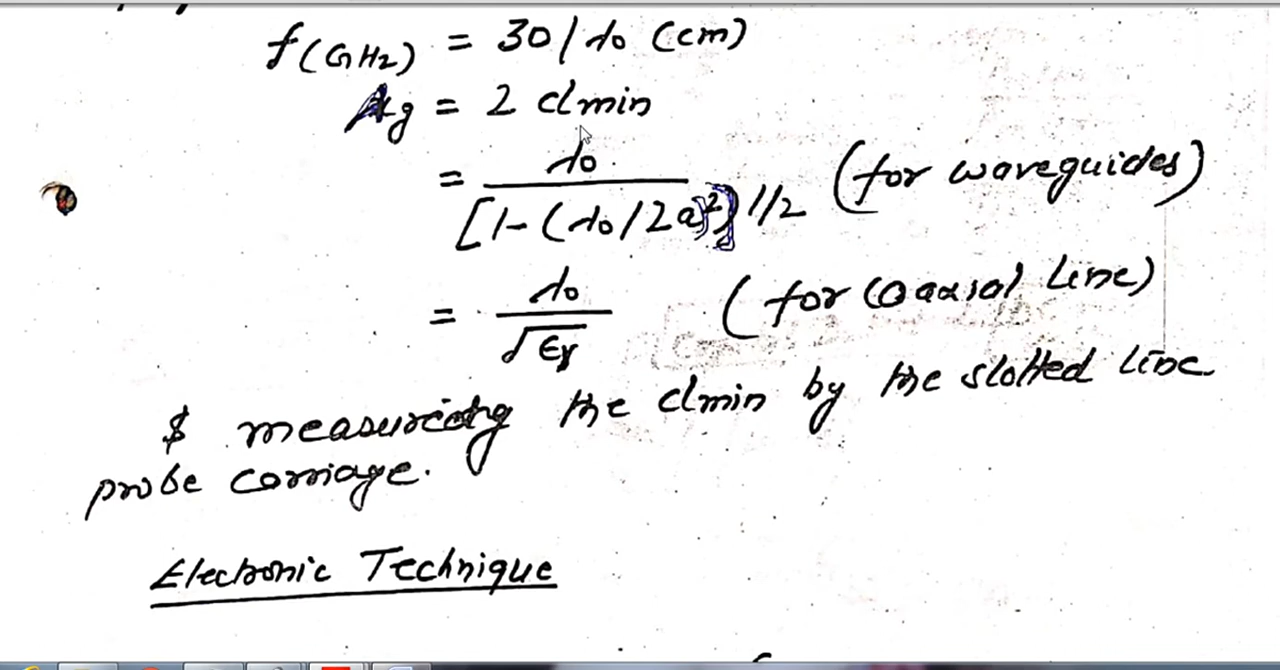 f(GHz) = 30/λ0 (cm)
λg = 2 dmin
= λ0 / [1-(λ0/2a)²]1/2 (for waveguides)
= λ0 / √εr (for coaxial line)
$ measuring the dmin by the slotted line
probe carriage.
Electronic Technique